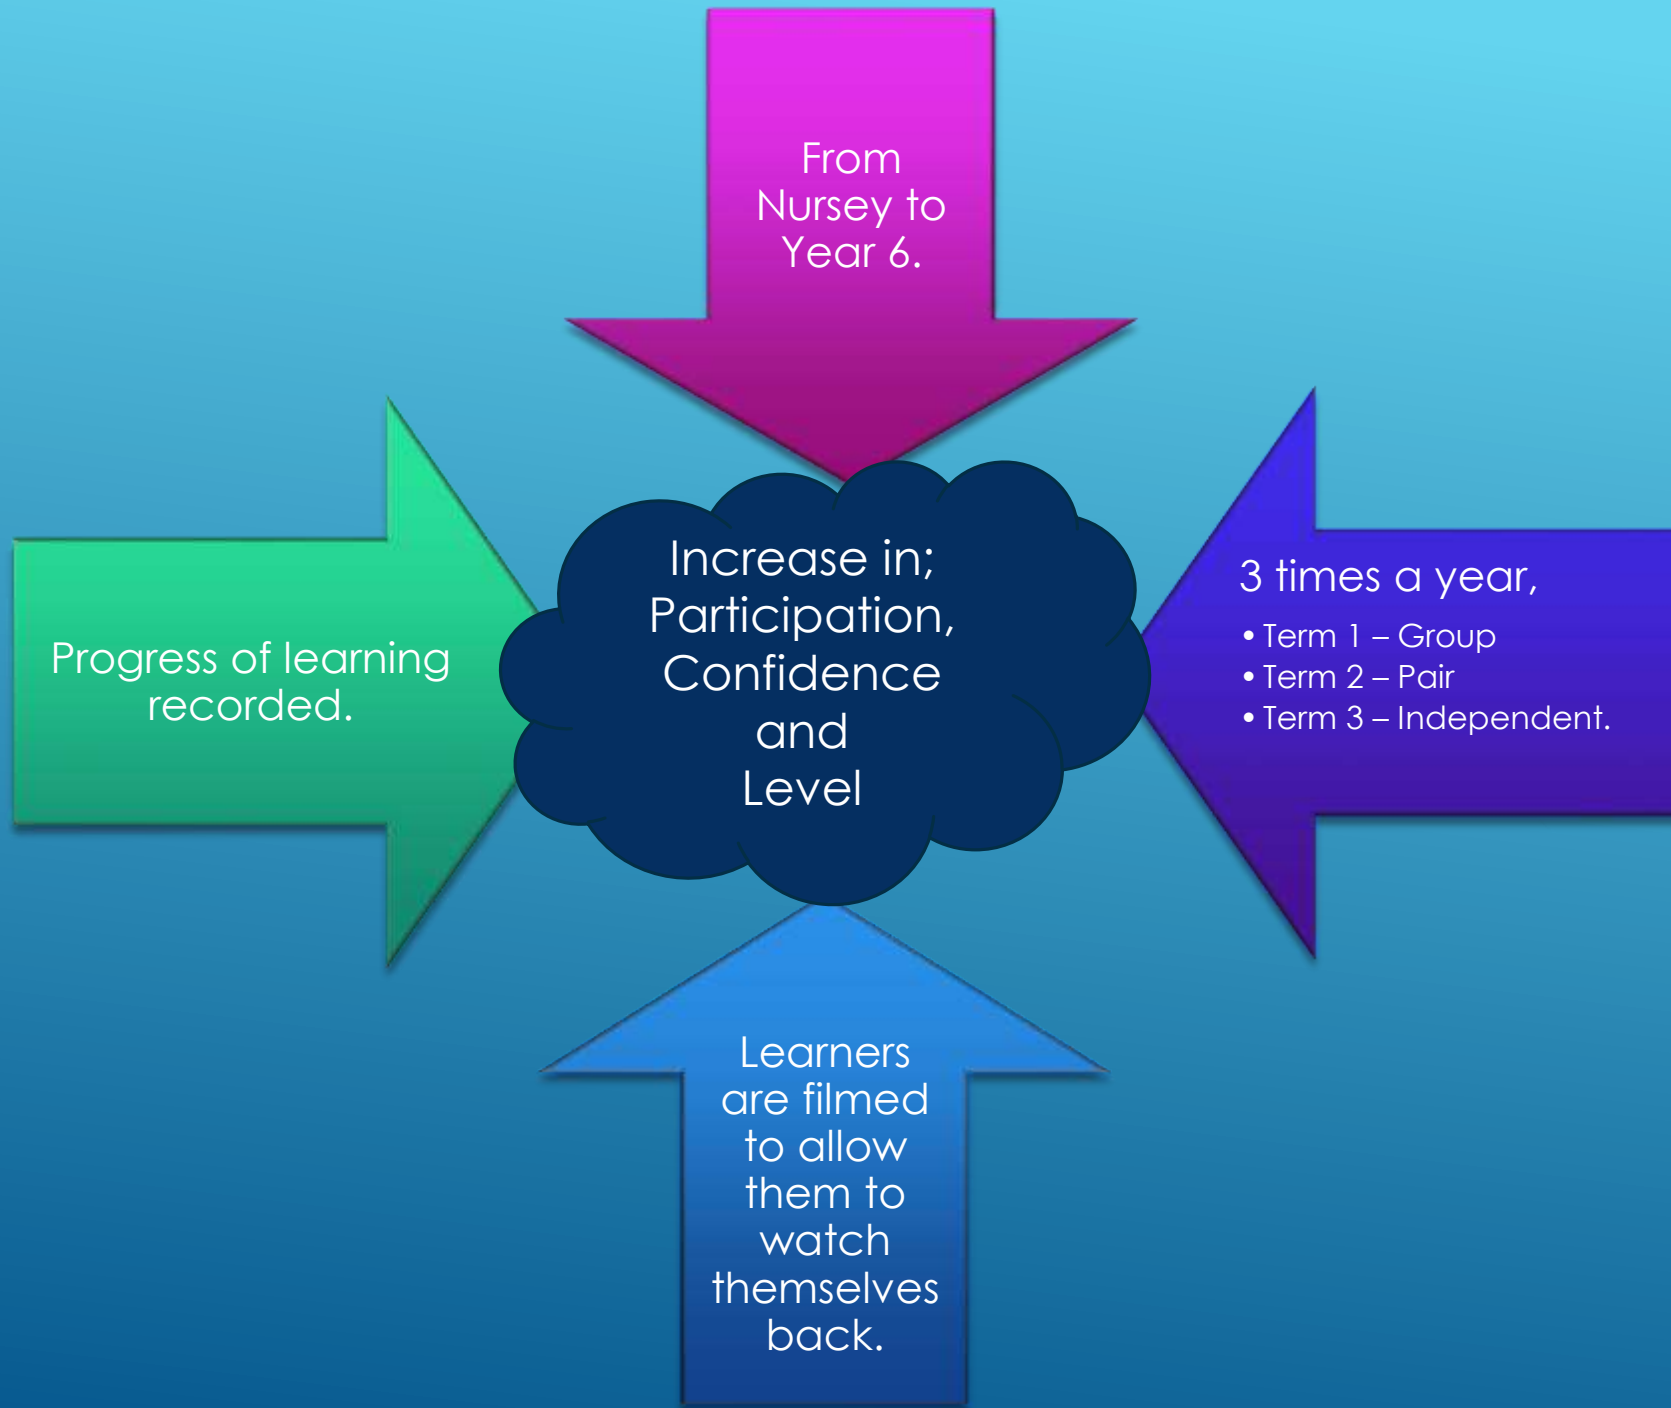 From
Nursey to
Year 6.
Progress of learning
recorded.
Increase in;
Participation,
Confidence
and
Level
3 times a year,
• Term 1 – Group
• Term 2 – Pair
• Term 3 – Independent.
Learners
are filmed
to allow
them to
watch
themselves
back.